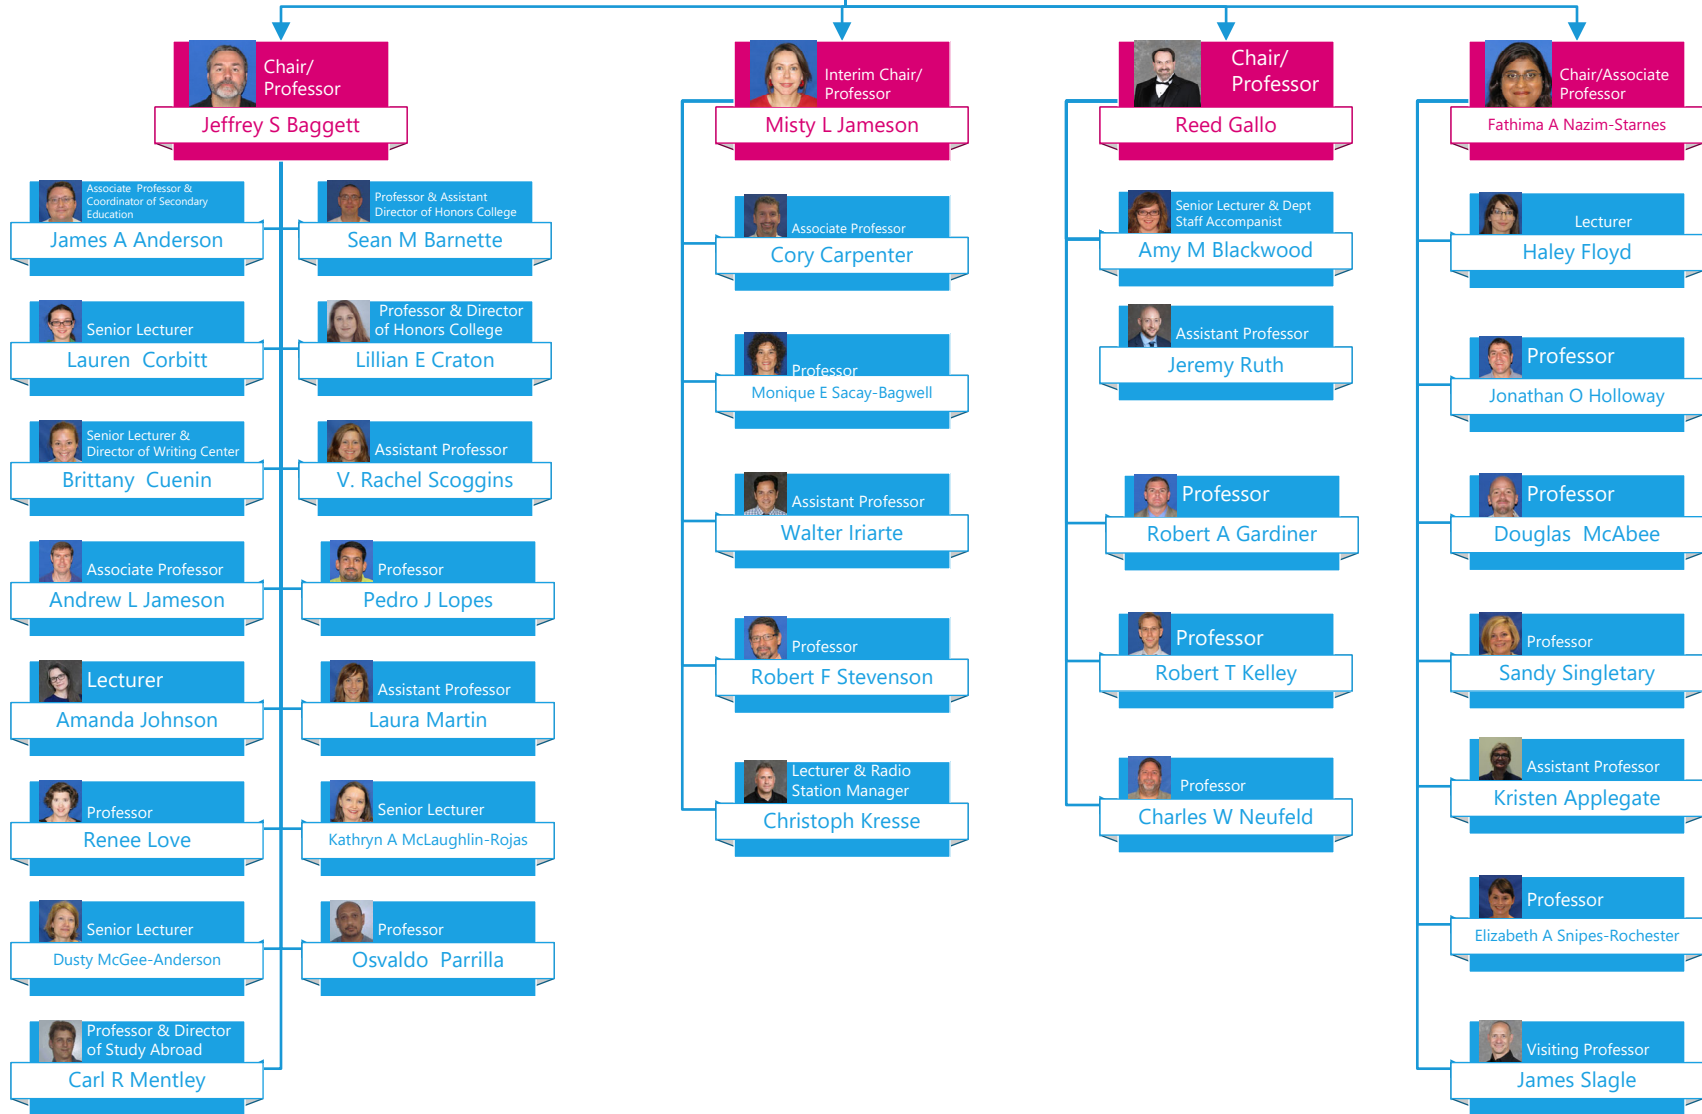 Chair/
Professor
Jeffrey S Baggett
Interim Chair/
Professor
Misty L Jameson
Chair/
Professor
Reed Gallo
Chair/Associate
Professor
Fathima A Nazim-Starnes
Associate  Professor &
Coordinator of Secondary
Education
James A Anderson
Professor & Assistant
Director of Honors College
Sean M Barnette
Senior Lecturer
Lauren  Corbitt
Professor & Director
of Honors College
Lillian E Craton
Senior Lecturer &
Director of Writing Center
Brittany  Cuenin
Assistant Professor
V. Rachel Scoggins
Associate Professor
Andrew L Jameson
Professor
Pedro J Lopes
Lecturer
Amanda Johnson
Assistant Professor
Laura Martin
Professor
Renee Love
Senior Lecturer
Kathryn A McLaughlin-Rojas
Senior Lecturer
Dusty McGee-Anderson
Professor
Osvaldo  Parrilla
Professor & Director
of Study Abroad
Carl R Mentley
Associate Professor
Cory Carpenter
Professor
Monique E Sacay-Bagwell
Assistant Professor
Walter Iriarte
Professor
Robert F Stevenson
Lecturer & Radio
Station Manager
Christoph Kresse
Senior Lecturer & Dept
Staff Accompanist
Amy M Blackwood
Assistant Professor
Jeremy Ruth
Professor
Robert A Gardiner
Professor
Robert T Kelley
Professor
Charles W Neufeld
Lecturer
Haley Floyd
Professor
Jonathan O Holloway
Professor
Douglas  McAbee
Professor
Sandy Singletary
Assistant Professor
Kristen Applegate
Professor
Elizabeth A Snipes-Rochester
Visiting Professor
James Slagle